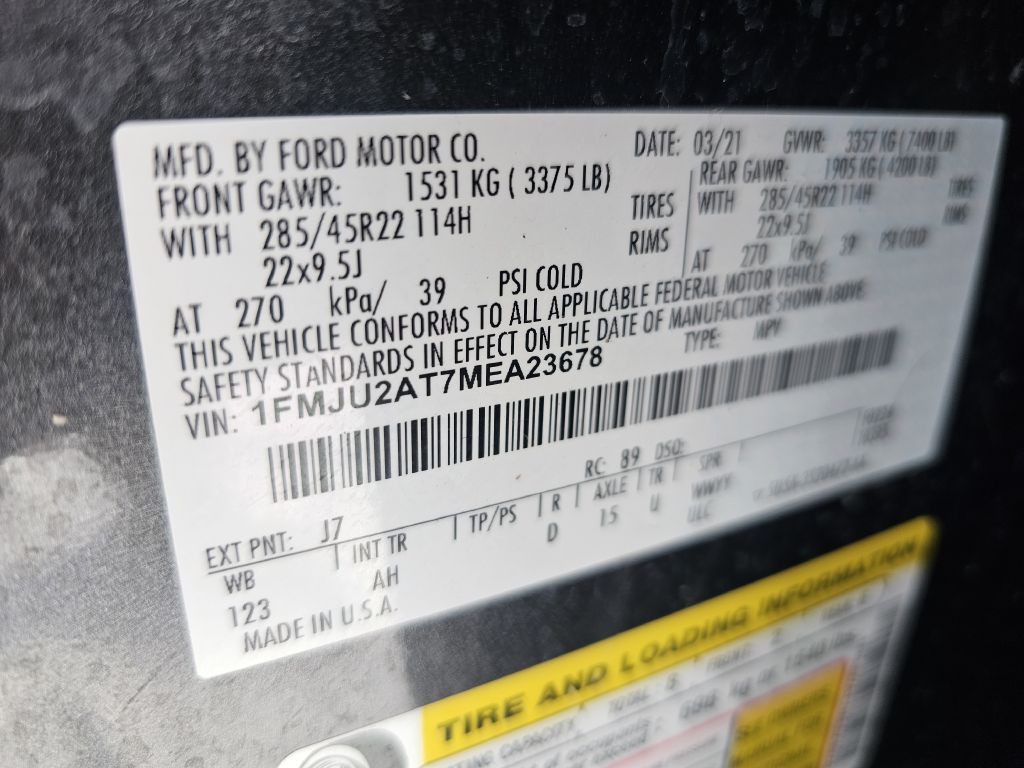 MFD. BY FORD MOTOR CO.
DATE: 03/21 GVWR: 3357 KG (7400 LB)
FRONT GAWR: 1531 KG ( 3375 LB)
REAR GAWR: 1905 KG (4200 LB)
WITH 285/45R22 114H TIRES
WITH 285/45R22 114H TIRES
22x9.5J RIMS
22x9.5J RIMS
AT 270 kPa/ 39 PSI COLD
AT 270 kPa/ 39 PSI COLD
THIS VEHICLE CONFORMS TO ALL APPLICABLE FEDERAL MOTOR VEHICLE
SAFETY STANDARDS IN EFFECT ON THE DATE OF MANUFACTURE SHOWN ABOVE
VIN: 1FMJU2AT7MEA23678
TYPE: MPV
EXT PNT: J7 RC: 89 DSO:
WB INT TR TP/PS R AXLE TR SPR
123 AH D 15 U
MADE IN U.S.A.
TIRE AND LOADING INFORMATION